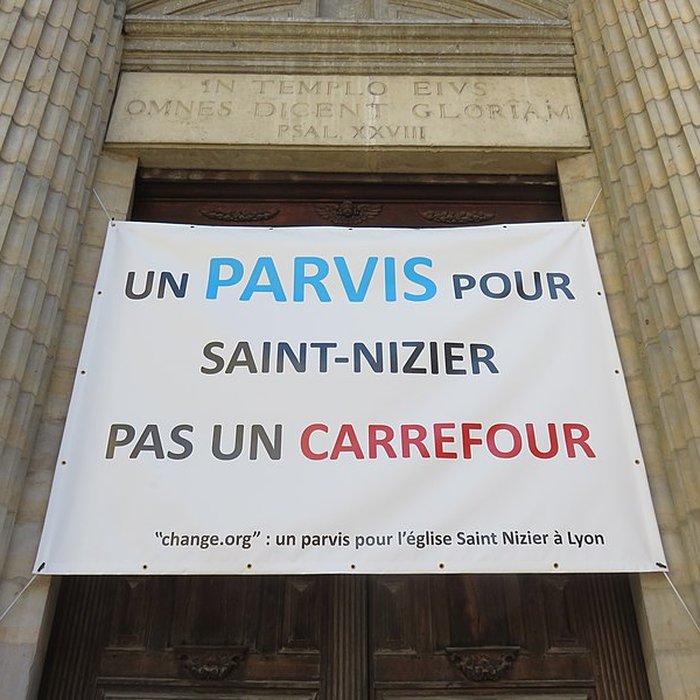 IN TEMPLO EIVS
OMNES DICENT GLORIAM
PSAL. XXVIII
UN PARVIS POUR
SAINT-NIZIER
PAS UN CARREFOUR
"change.org" : un parvis pour l'église Saint Nizier à Lyon